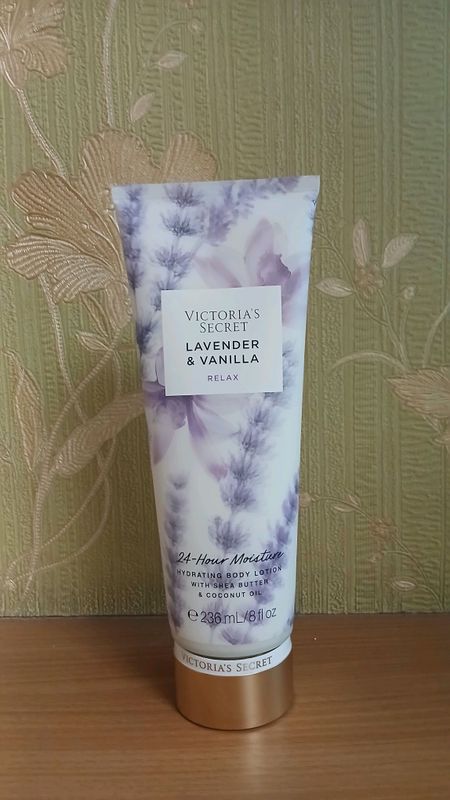 VICTORIA'S
SECRET
LAVENDER
& VANILLA
RELAX
24-Hour Moisture
HYDRATING BODY LOTION
WITH SHEA BUTTER
& COCONUT OIL
℮ 236 mL/8 fl oz
VICTORIA'S SECRET